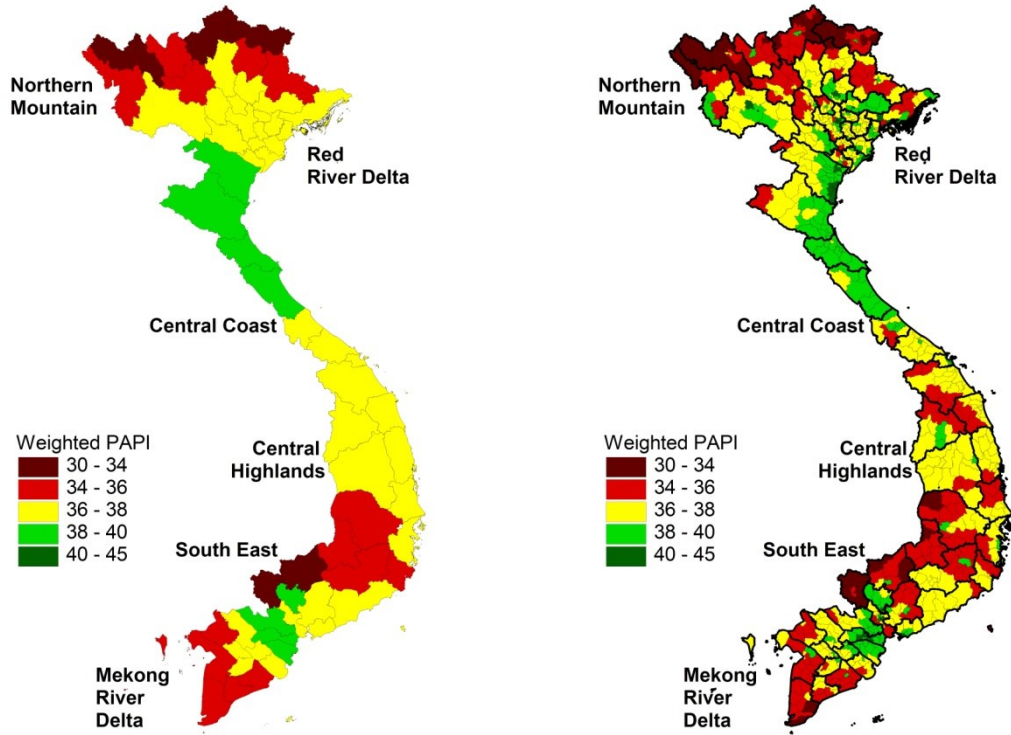 Northern
Mountain
Red
River Delta
Central Coast
Weighted PAPI
30 - 34
34 - 36
36 - 38
38 - 40
40 - 45
Central
Highlands
South East
Mekong
River
Delta
Northern
Mountain
Red
River Delta
Central Coast
Weighted PAPI
30 - 34
34 - 36
36 - 38
38 - 40
40 - 45
Central
Highlands
South East
Mekong
River
Delta